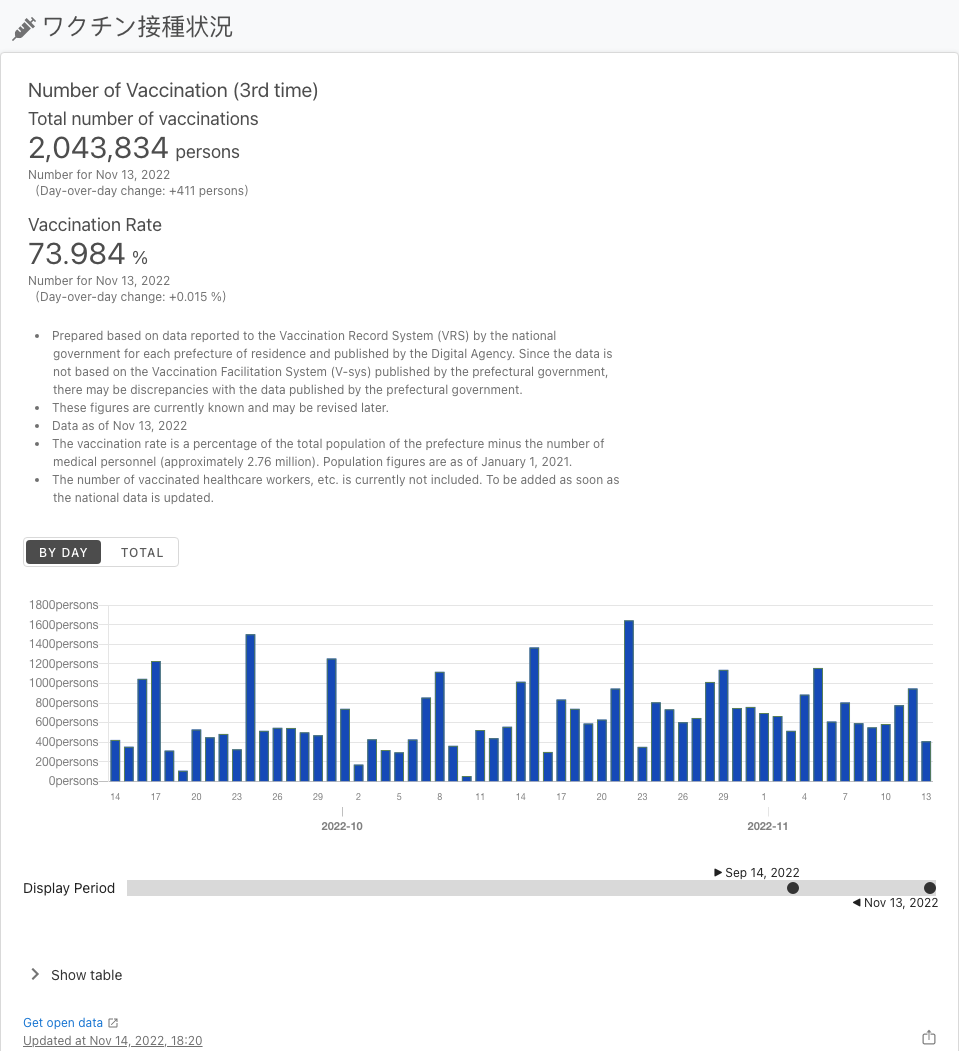 ワクチン接種状況
Number of Vaccination (3rd time)
Total number of vaccinations
2,043,834 persons
Number for Nov 13, 2022
(Day-over-day change: +411 persons)
Vaccination Rate
73.984 %
Number for Nov 13, 2022
(Day-over-day change: +0.015 %)
• Prepared based on data reported to the Vaccination Record System (VRS) by the national
government for each prefecture of residence and published by the Digital Agency. Since the data is
not based on the Vaccination Facilitation System (V-sys) published by the prefectural government,
there may be discrepancies with the data published by the prefectural government.
• These figures are currently known and may be revised later.
• Data as of Nov 13, 2022
• The vaccination rate is a percentage of the total population of the prefecture minus the number of
medical personnel (approximately 2.76 million). Population figures are as of January 1, 2021.
• The number of vaccinated healthcare workers, etc. is currently not included. To be added as soon as
the national data is updated.
BY DAY TOTAL
1800persons
1600persons
1400persons
1200persons
1000persons
800persons
600persons
400persons
200persons
0persons
14 17 20 23 26 29 2 5 8 11 14 17 20 23 26 29 1 4 7 10 13
2022-10 2022-11
Sep 14, 2022
Display Period
Nov 13, 2022
Show table
Get open data
Updated at Nov 14, 2022, 18:20